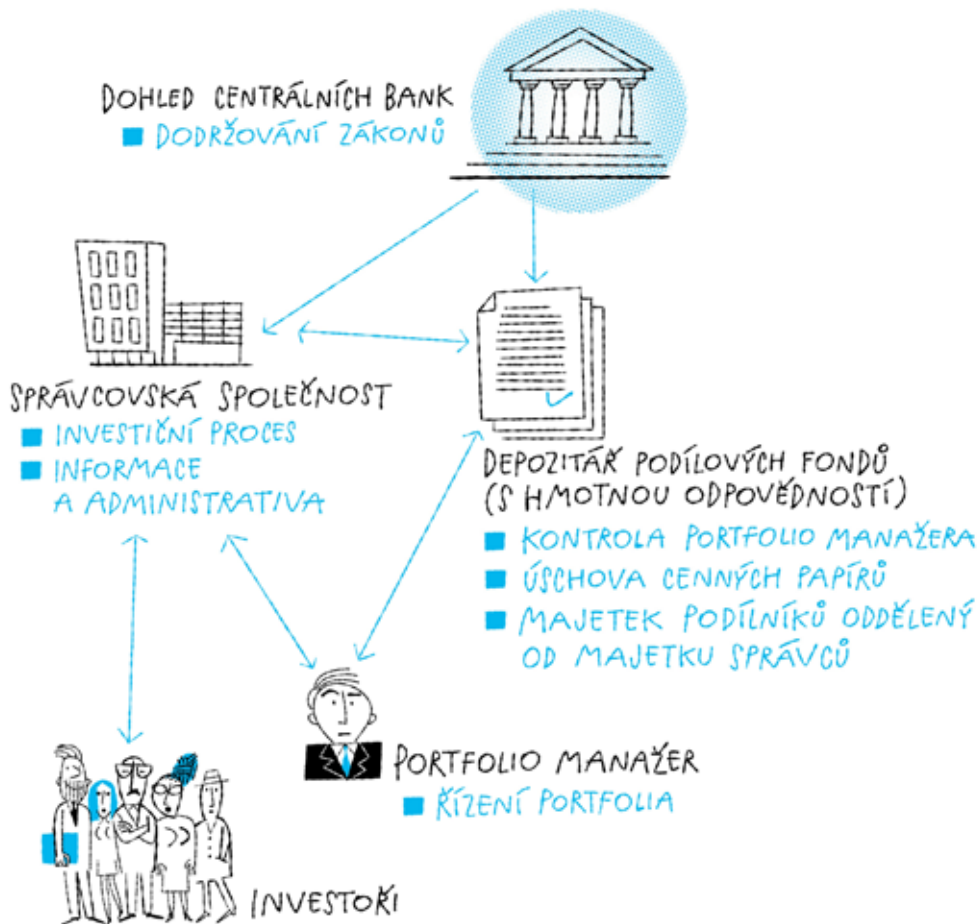 DOHLED CENTRÁLNÍCH BANK
DODRŽOVÁNÍ ZÁKONŮ
SPRÁVCOVSKÁ SPOLEČNOST
INVESTIČNÍ PROCES
INFORMACE
A ADMINISTRATIVA
DEPOZITÁŘ PODÍLOVÝCH FONDŮ
(S HMOTNOU ODPOVĚDNOSTÍ)
KONTROLA PORTFOLIO MANAŽERA
ÚSCHOVA CENNÝCH PAPÍRŮ
MAJETEK PODÍLNÍKŮ ODDĚLENÝ
OD MAJETKU SPRÁVCŮ
PORTFOLIO MANAŽER
ŘÍZENÍ PORTFOLIA
INVESTOŘI